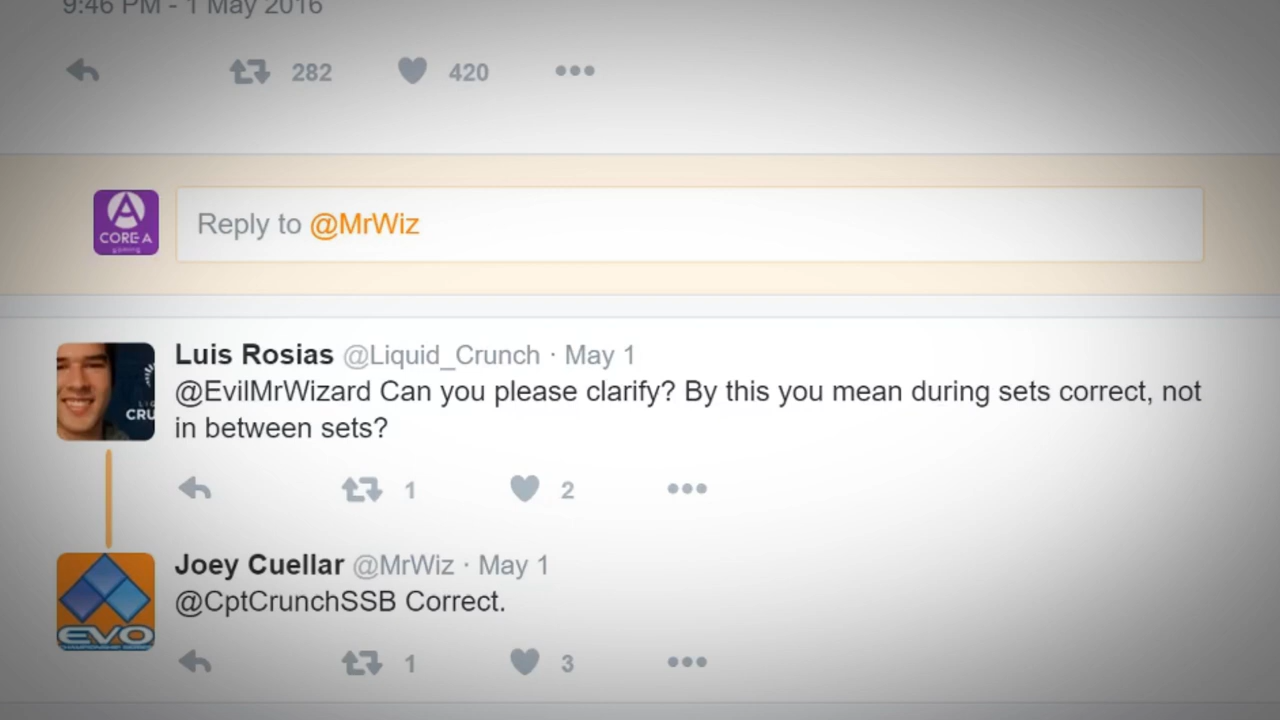 9:46 PM - 1 May 2016
282 420
CORE-A
gaming
Reply to @MrWiz
Luis Rosias @Liquid_Crunch · May 1
@EvilMrWizard Can you please clarify? By this you mean during sets correct, not
in between sets?
CRU
1 2
Joey Cuellar @MrWiz · May 1
@CptCrunchSSB Correct.
EVO
1 3